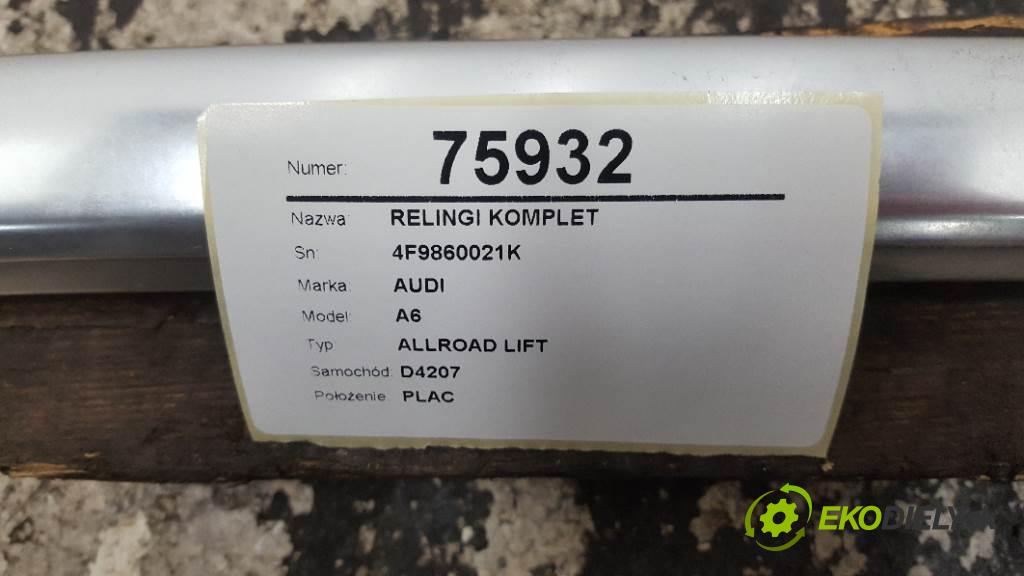 Numer: 75932
Nazwa: RELINGI KOMPLET
Sn: 4F9860021K
Marka: AUDI
Model: A6
Typ: ALLROAD LIFT
Samochód: D4207
Położenie: PLAC
EKODIELY